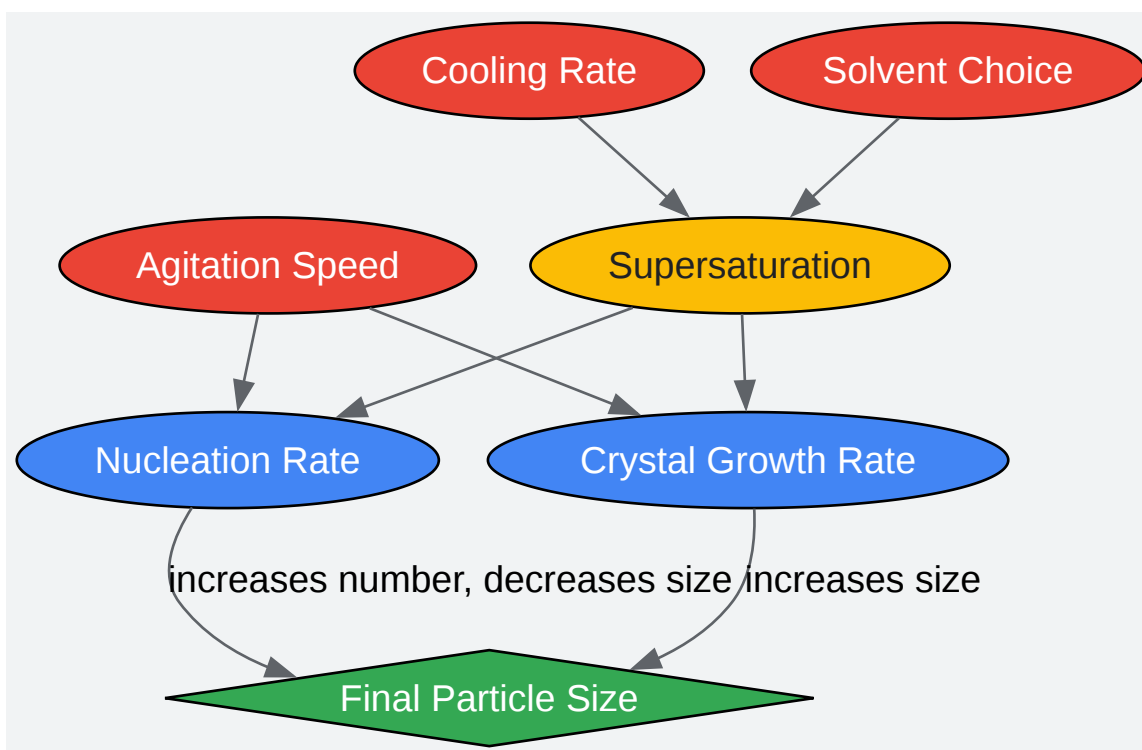 Cooling Rate
Solvent Choice
Agitation Speed
Supersaturation
Nucleation Rate
Crystal Growth Rate
increases number, decreases size
increases size
Final Particle Size